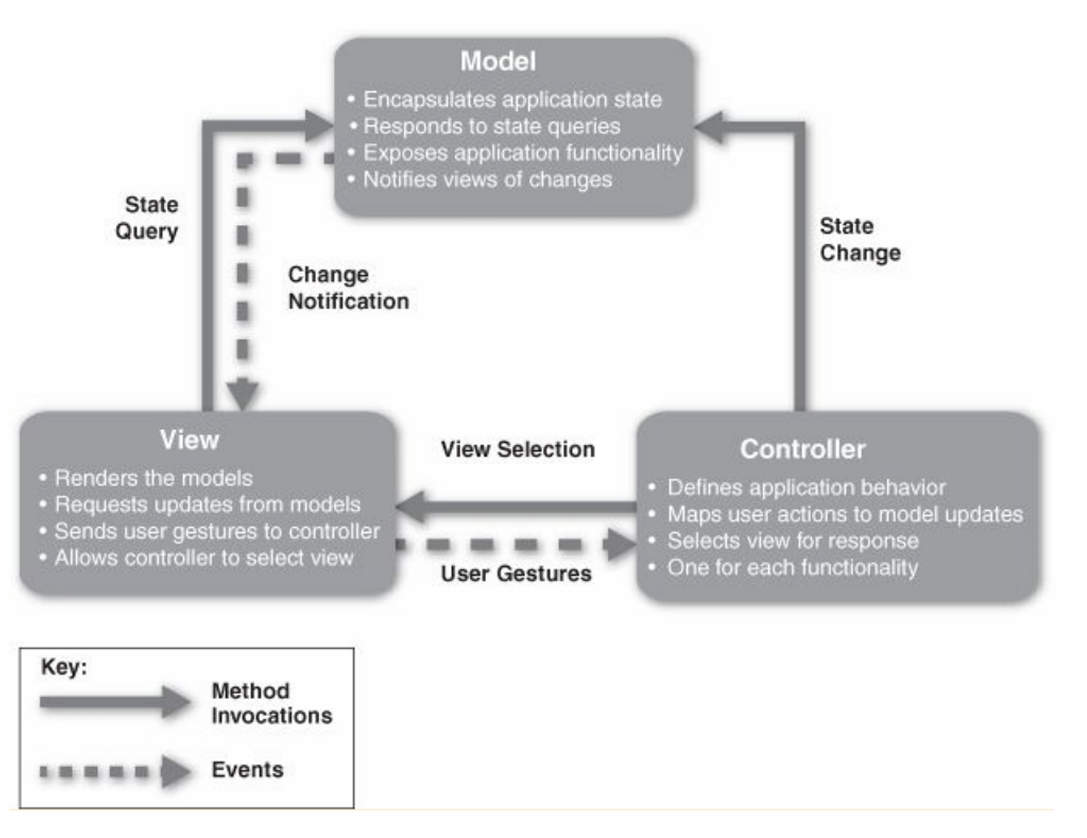 Model
• Encapsulates application state
• Responds to state queries
• Exposes application functionality
• Notifies views of changes
State
Query
Change
Notification
State
Change
View
• Renders the models
• Requests updates from models
• Sends user gestures to controller
• Allows controller to select view
View Selection
User Gestures
Controller
• Defines application behavior
• Maps user actions to model updates
• Selects view for response
• One for each functionality
Key:
Method
Invocations
Events